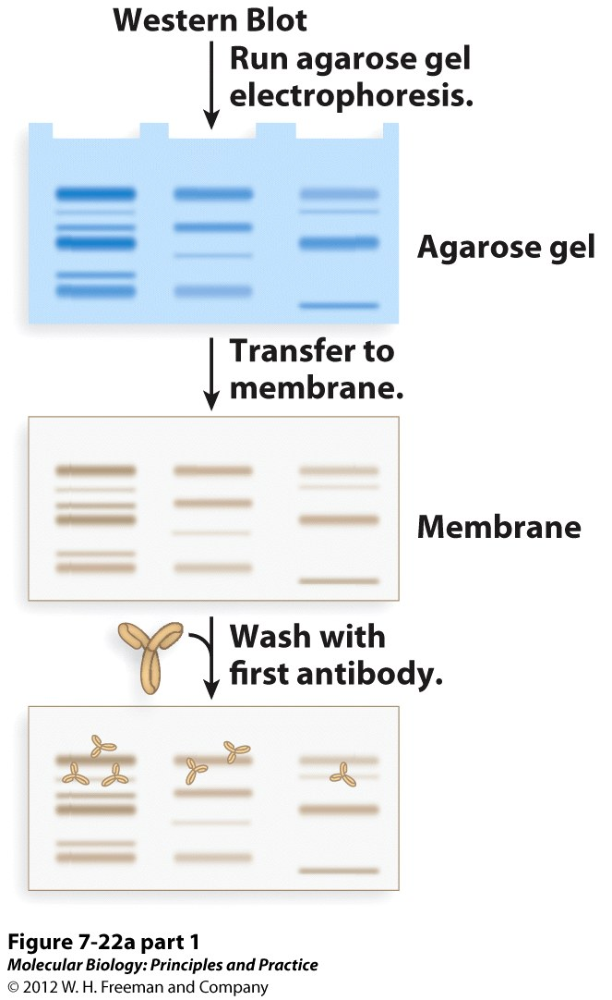 Western Blot
Run agarose gel
electrophoresis.
Agarose gel
Transfer to
membrane.
Membrane
Wash with
first antibody.
Figure 7-22a part 1
Molecular Biology: Principles and Practice
© 2012 W. H. Freeman and Company